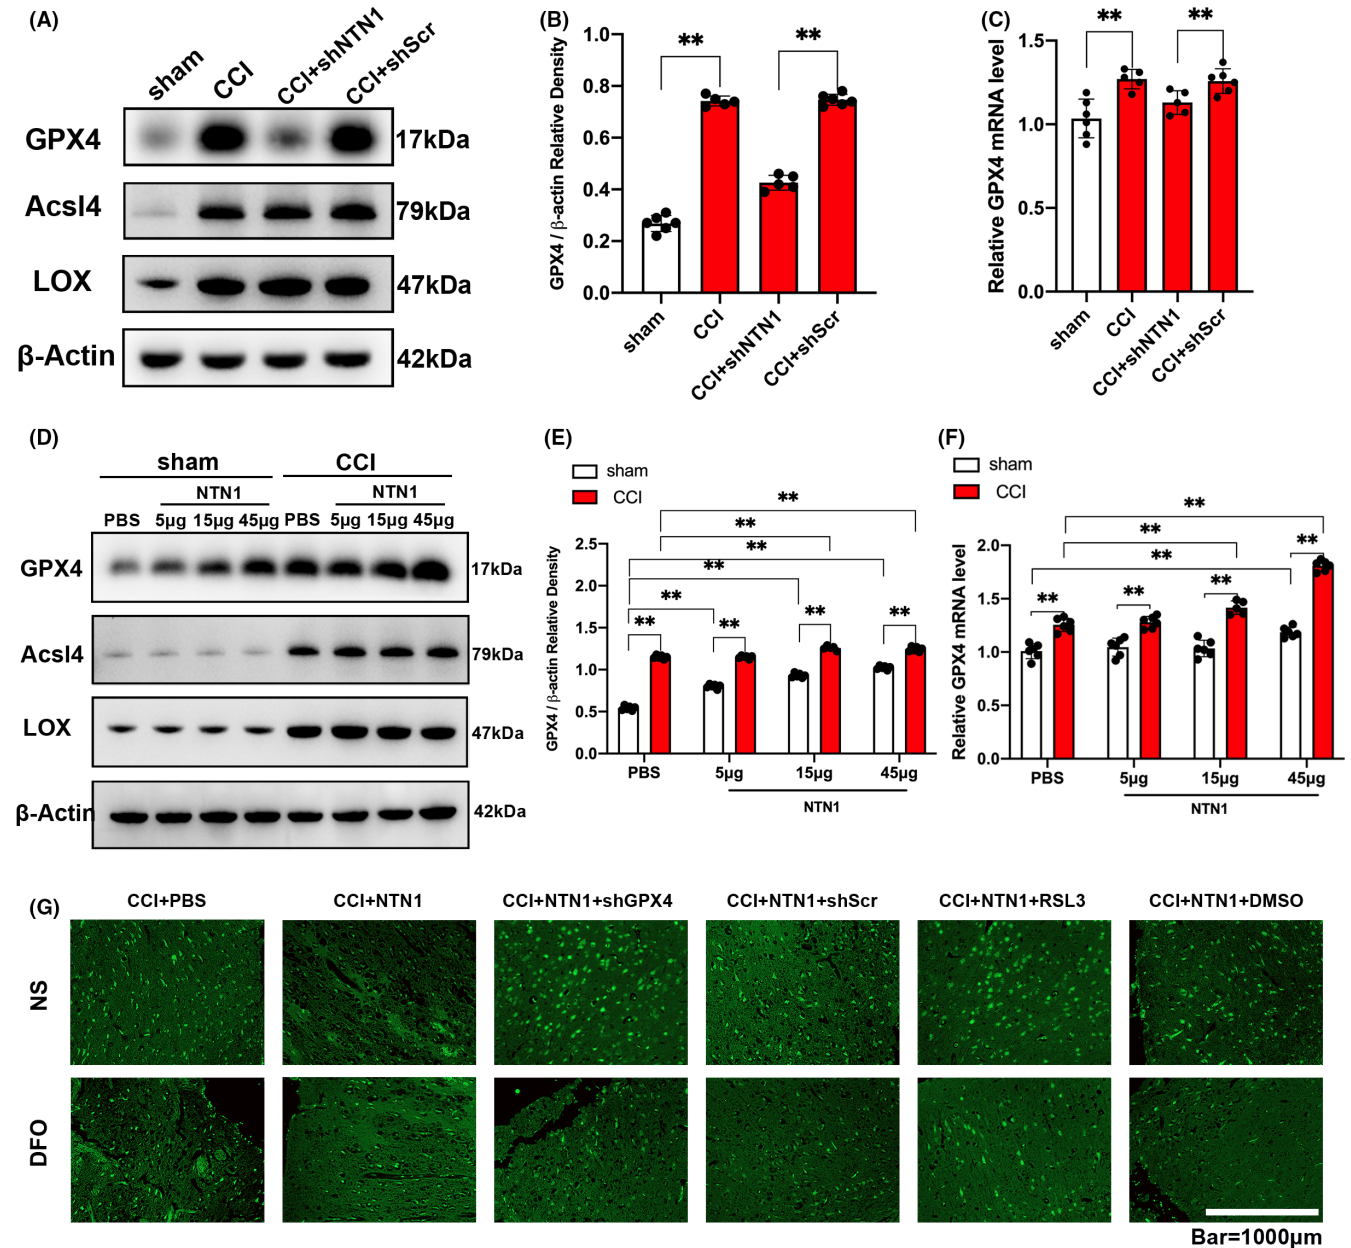 (A)
sham
CCI
CCI+shNTN1
CCI+shScr
GPX4
17kDa
Acsl4
79kDa
LOX
47kDa
β-Actin
42kDa
(B)
GPX4 / β-actin Relative Density
1.0
0.8
0.6
0.4
0.2
0.0
**
**
sham
CCI
CCI+shNTN1
CCI+shScr
(C)
Relative GPX4 mRNA level
1.5
1.0
0.5
0.0
**
**
sham
CCI
CCI+shNTN1
CCI+shScr
(D)
sham
CCI
NTN1
NTN1
PBS 5μg 15μg 45μg PBS 5μg 15μg 45μg
GPX4
17kDa
Acsl4
79kDa
LOX
47kDa
β-Actin
42kDa
(E)
sham
CCI
GPX4 / β-actin Relative Density
2.5
2.0
1.5
1.0
0.5
0.0
**
**
**
**
**
**
**
**
**
PBS 5μg 15μg 45μg
NTN1
(F)
sham
CCI
Relative GPX4 mRNA level
2.0
1.5
1.0
0.5
0.0
**
**
**
**
**
**
**
PBS 5μg 15μg 45μg
NTN1
(G)
CCI+PBS CCI+NTN1 CCI+NTN1+shGPX4 CCI+NTN1+shScr CCI+NTN1+RSL3 CCI+NTN1+DMSO
NS
DFO
Bar=1000μm